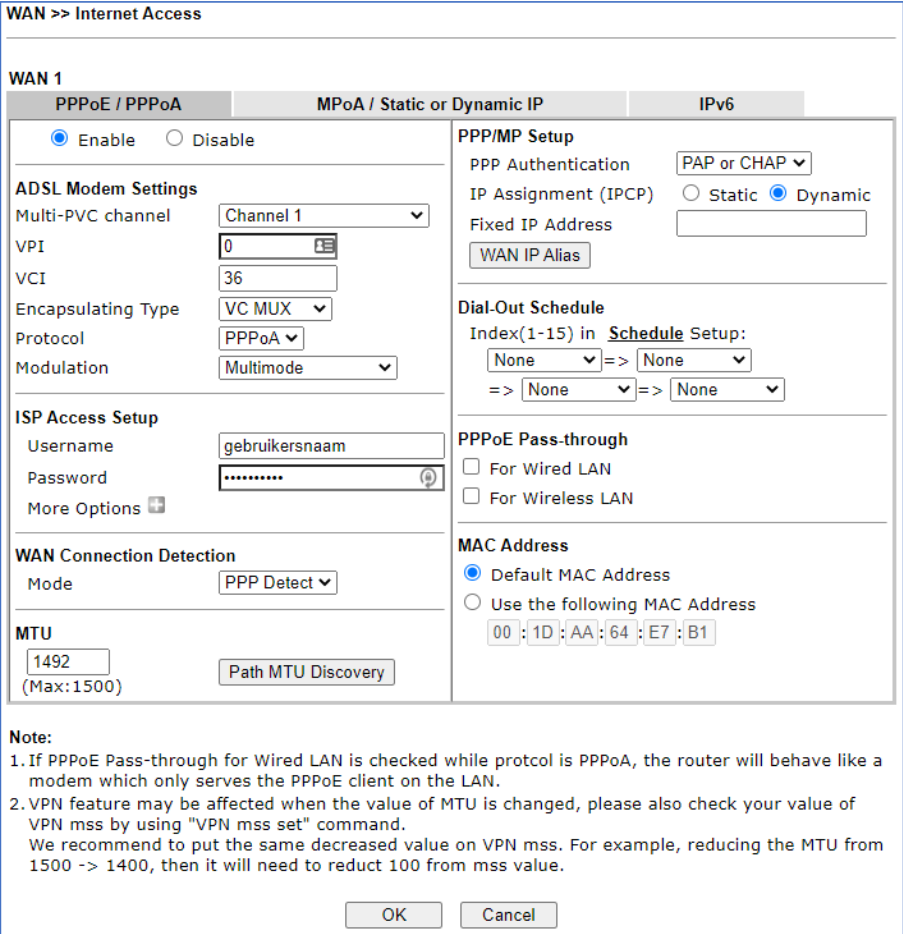 WAN >> Internet Access
WAN 1
PPPoE / PPPoA
MPoA / Static or Dynamic IP
IPv6
Enable Disable
ADSL Modem Settings
Multi-PVC channel Channel 1
VPI 0
VCI 36
Encapsulating Type VC MUX
Protocol PPPoA
Modulation Multimode
ISP Access Setup
Username gebruikersnaam
Password ••••••••••
More Options
WAN Connection Detection
Mode PPP Detect
MTU
1492
(Max:1500)
Path MTU Discovery
PPP/MP Setup
PPP Authentication PAP or CHAP
IP Assignment (IPCP) Static Dynamic
Fixed IP Address
WAN IP Alias
Dial-Out Schedule
Index(1-15) in Schedule Setup:
None => None
=> None => None
PPPoE Pass-through
For Wired LAN
For Wireless LAN
MAC Address
Default MAC Address
Use the following MAC Address
00 : 1D : AA : 64 : E7 : B1
Note:
1. If PPPoE Pass-through for Wired LAN is checked while protcol is PPPoA, the router will behave like a
modem which only serves the PPPoE client on the LAN.
2. VPN feature may be affected when the value of MTU is changed, please also check your value of
VPN mss by using "VPN mss set" command.
We recommend to put the same decreased value on VPN mss. For example, reducing the MTU from
1500 -> 1400, then it will need to reduct 100 from mss value.
OK
Cancel